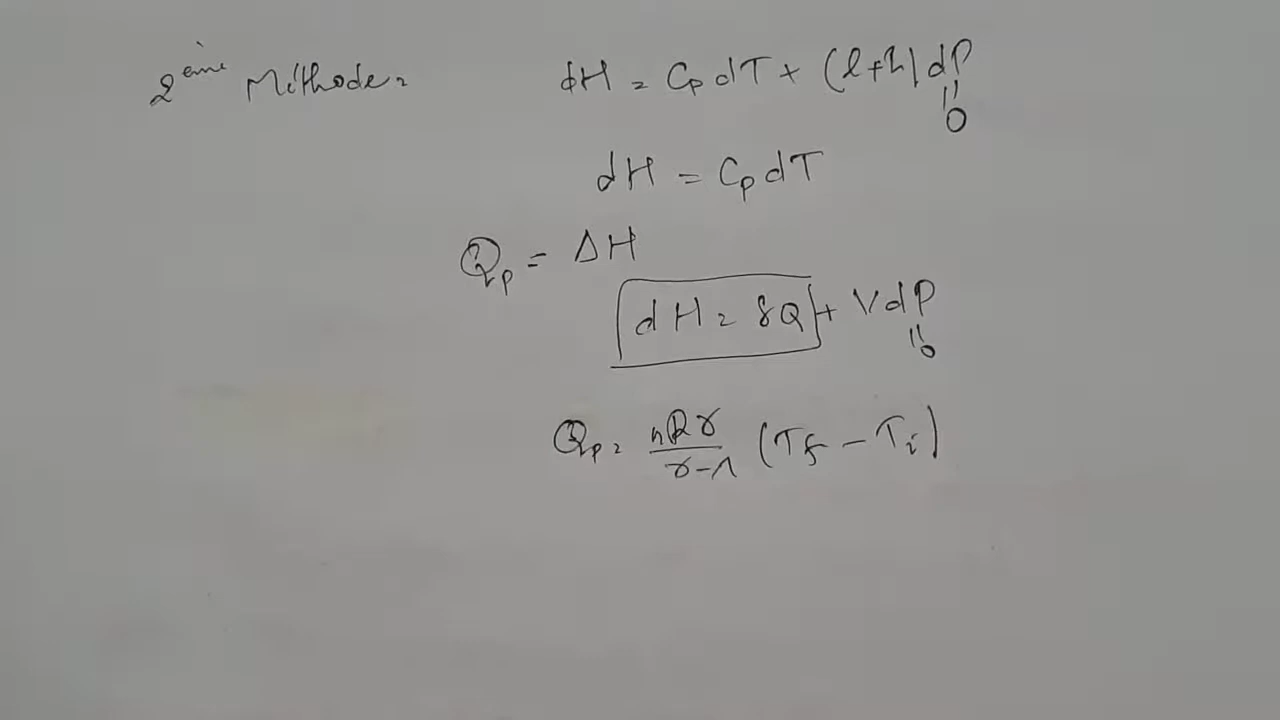 2ème Méthode: dH = Cp dT + (l+h) dP
"
0
dH = Cp dT
Qp = ΔH
dH = δQ + VdP
"
0
Qp = nRγ/(γ-1) (Tf - Ti)